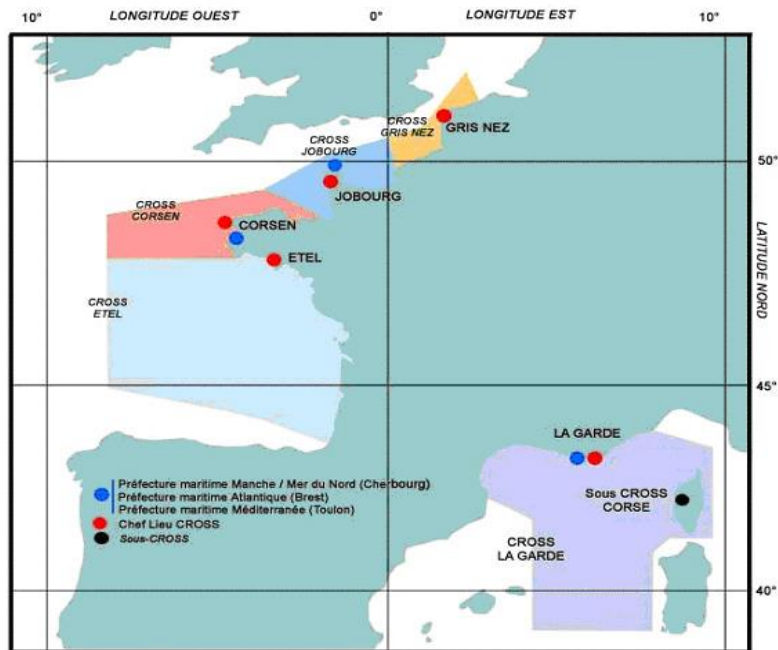 10° LONGITUDE OUEST 0° LONGITUDE EST 10°
CROSS
GRIS NEZ
GRIS NEZ
CROSS
JOBOURG
50°
JOBOURG
CROSS
CORSEN
CORSEN
ETEL
LATITUDE NORD
CROSS
ETEL
45°
LA GARDE
Préfecture maritime Manche / Mer du Nord (Cherbourg)
Préfecture maritime Atlantique (Brest)
Préfecture maritime Méditerranée (Toulon)
Chef Lieu CROSS
Sous-CROSS
Sous CROSS
CORSE
CROSS
LA GARDE
40°